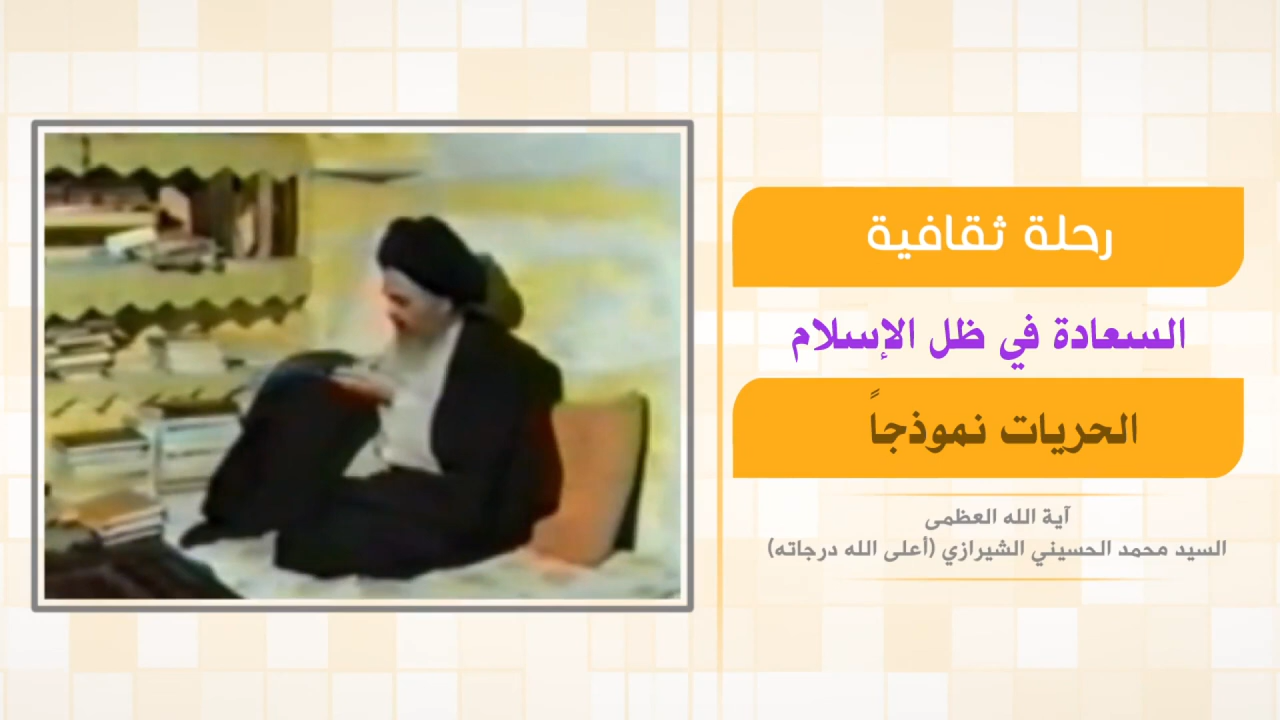 رحلة ثقافية
السعادة في ظل الإسلام
الحريات نموذجاً
آية الله العظمى
السيد محمد الحسيني الشيرازي (أعلى الله درجاته)